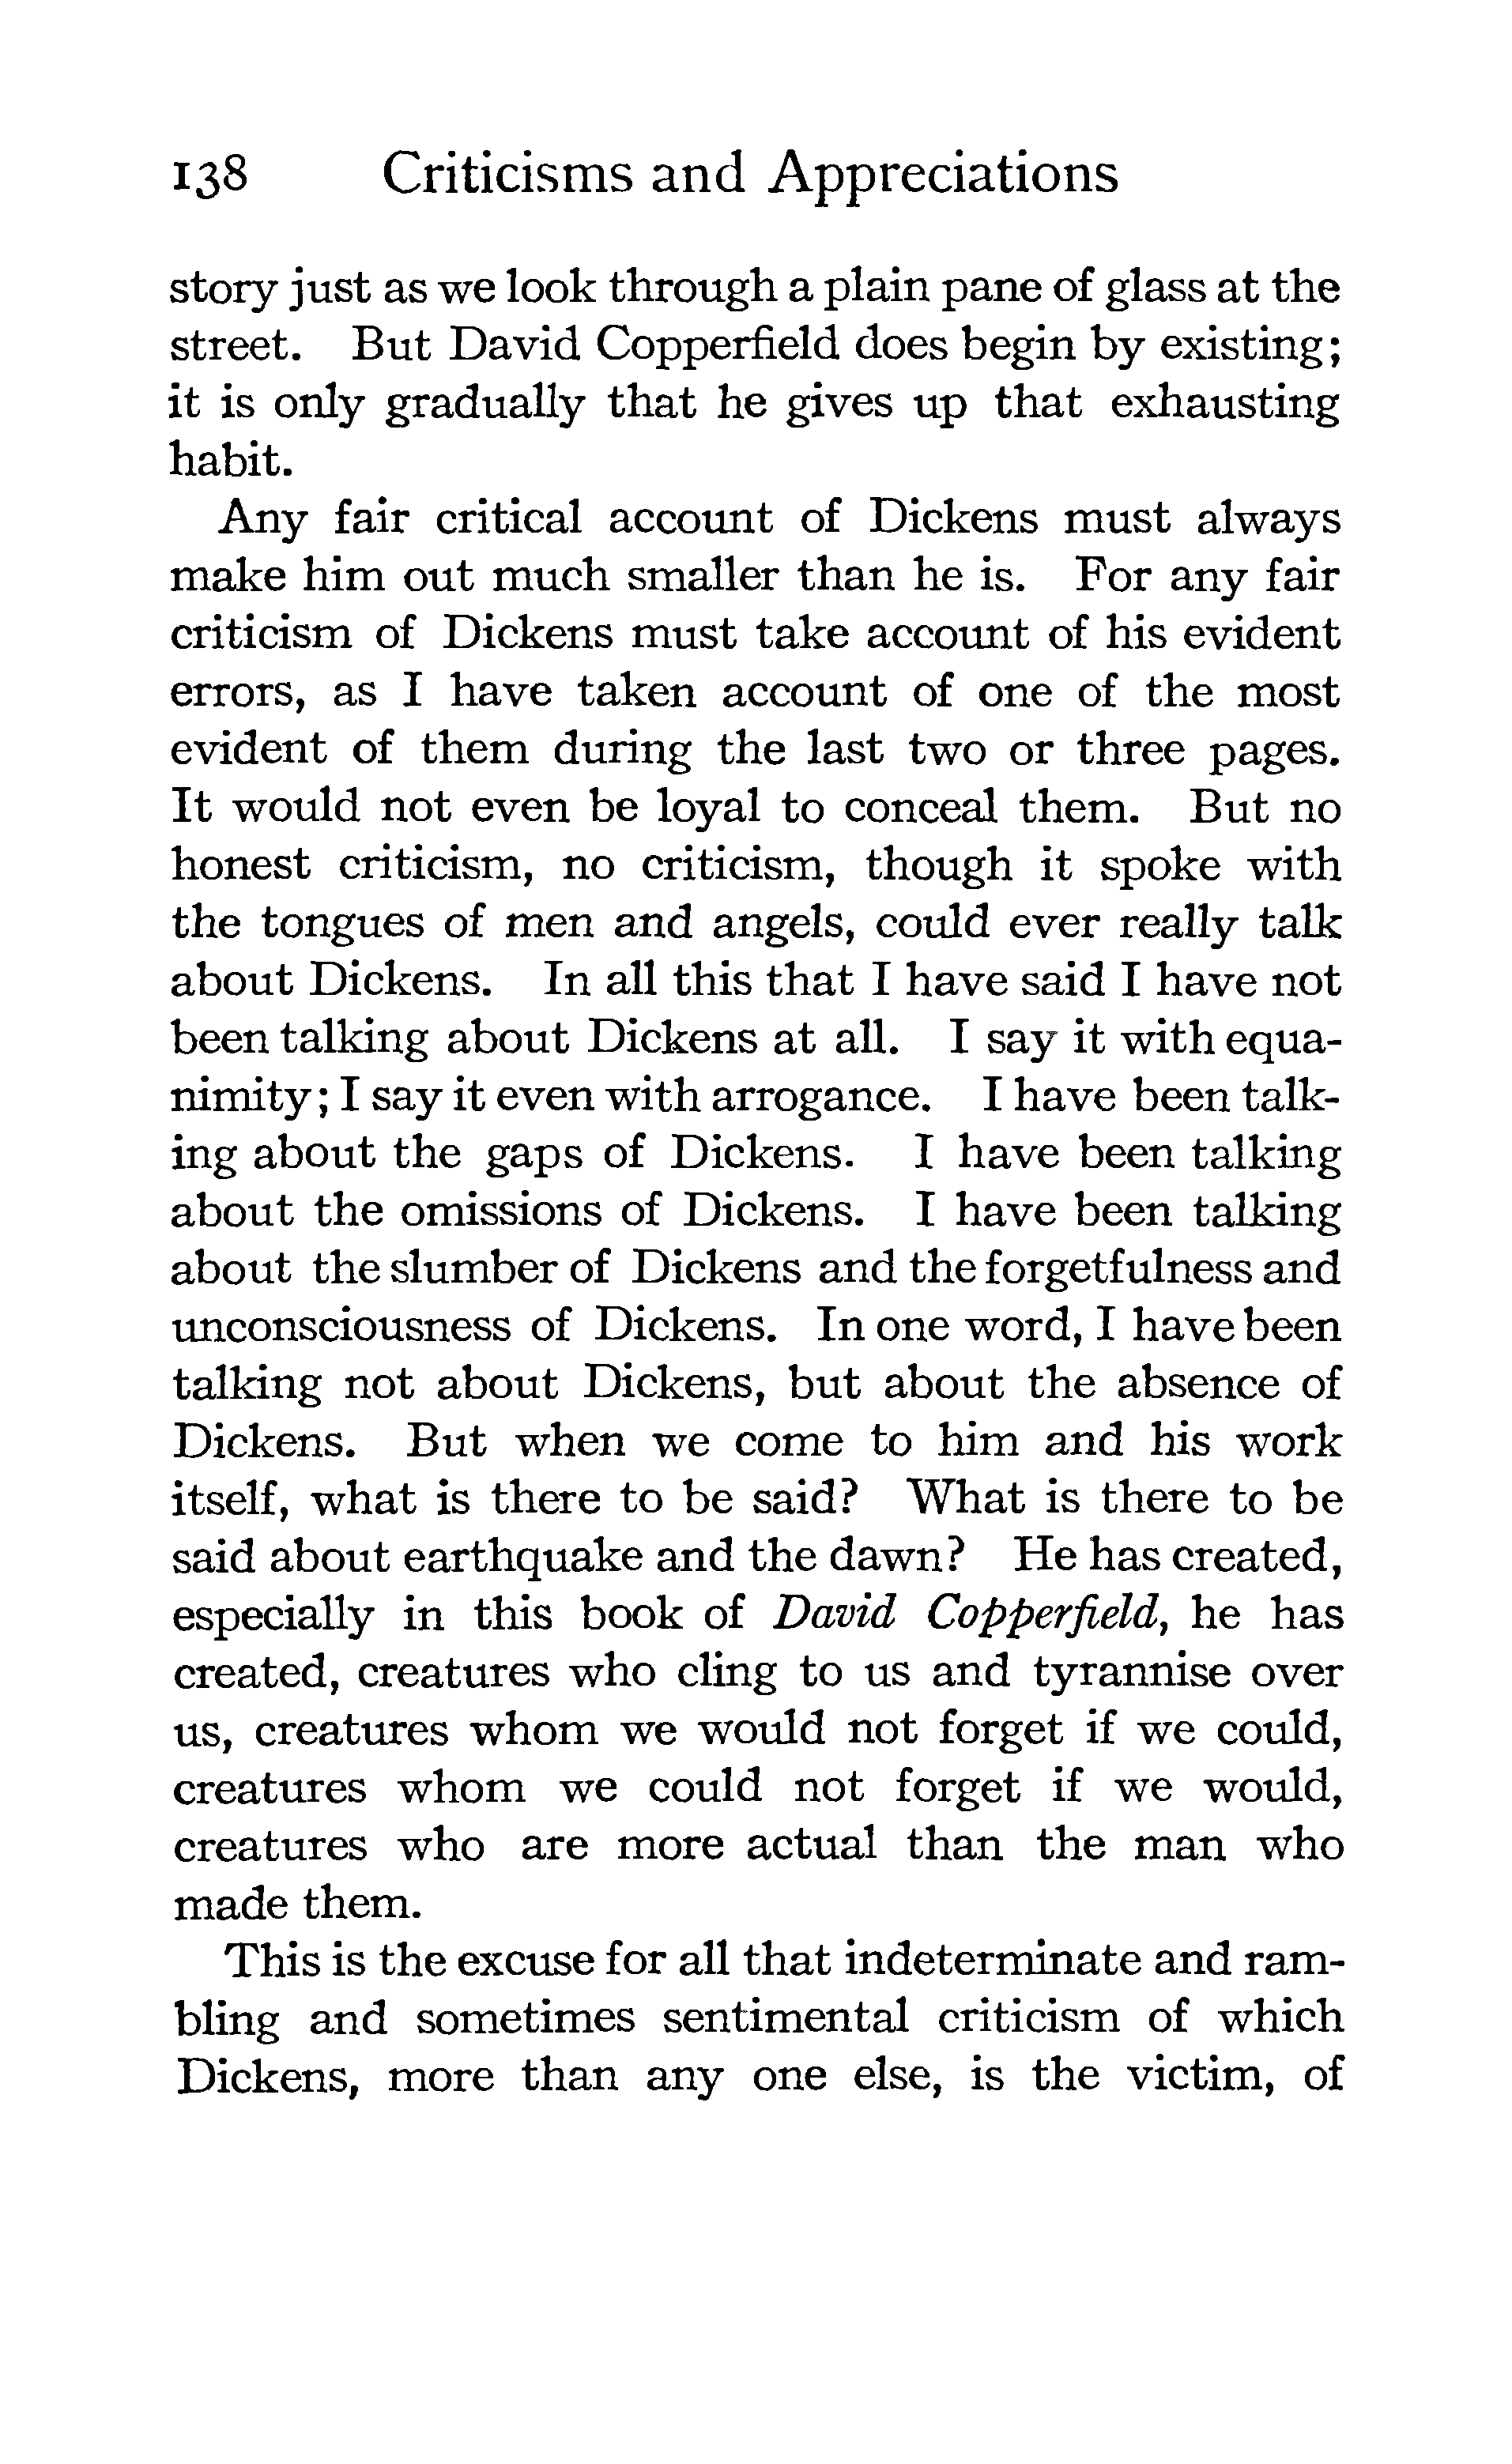 138 Criticisms and Appreciations
story just as we look through a plain pane of glass at the
street. But David Copperfield does begin by existing;
it is only gradually that he gives up that exhausting
habit.
Any fair critical account of Dickens must always
make him out much smaller than he is. For any fair
criticism of Dickens must take account of his evident
errors, as I have taken account of one of the most
evident of them during the last two or three pages.
It would not even be loyal to conceal them. But no
honest criticism, no criticism, though it spoke with
the tongues of men and angels, could ever really talk
about Dickens. In all this that I have said I have not
been talking about Dickens at all. I say it with equa-
nimity; I say it even with arrogance. I have been talk-
ing about the gaps of Dickens. I have been talking
about the omissions of Dickens. I have been talking
about the slumber of Dickens and the forgetfulness and
unconsciousness of Dickens. In one word, I have been
talking not about Dickens, but about the absence of
Dickens. But when we come to him and his work
itself, what is there to be said? What is there to be
said about earthquake and the dawn? He has created,
especially in this book of David Copperfield, he has
created, creatures who cling to us and tyrannise over
us, creatures whom we would not forget if we could,
creatures whom we could not forget if we would,
creatures who are more actual than the man who
made them.
This is the excuse for all that indeterminate and ram-
bling and sometimes sentimental criticism of which
Dickens, more than any one else, is the victim, of